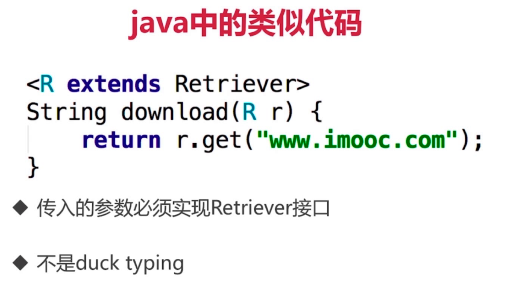 java中的类似代码
<R extends Retriever>
String download(R r) {
    return r.get("www.imooc.com");
}
◆ 传入的参数必须实现Retriever接口
◆ 不是duck typing